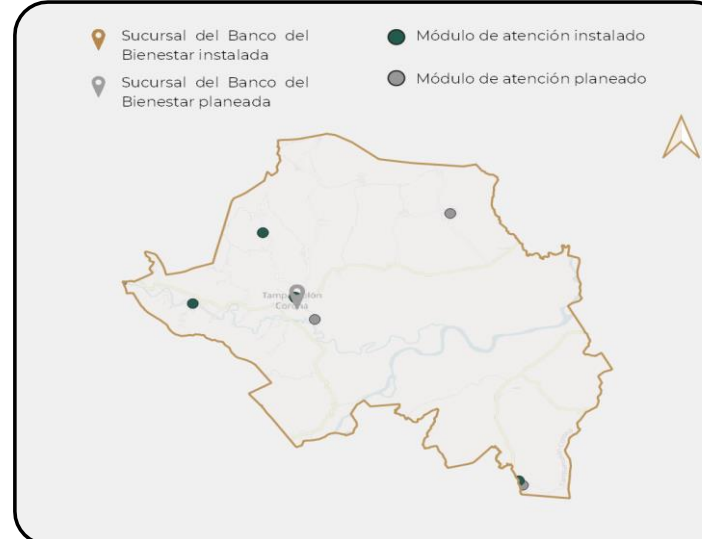 Sucursal del Banco del
Bienestar instalada
Módulo de atención instalado
Sucursal del Banco del
Bienestar planeada
Módulo de atención planeado